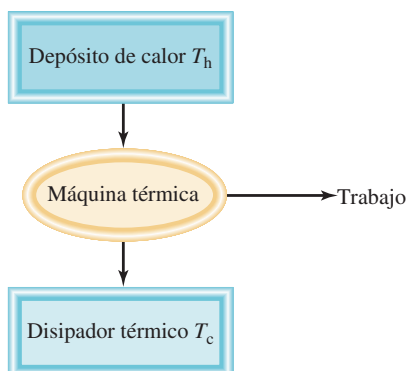 Depósito de calor Th
Máquina térmica
Trabajo
Disipador térmico Tc